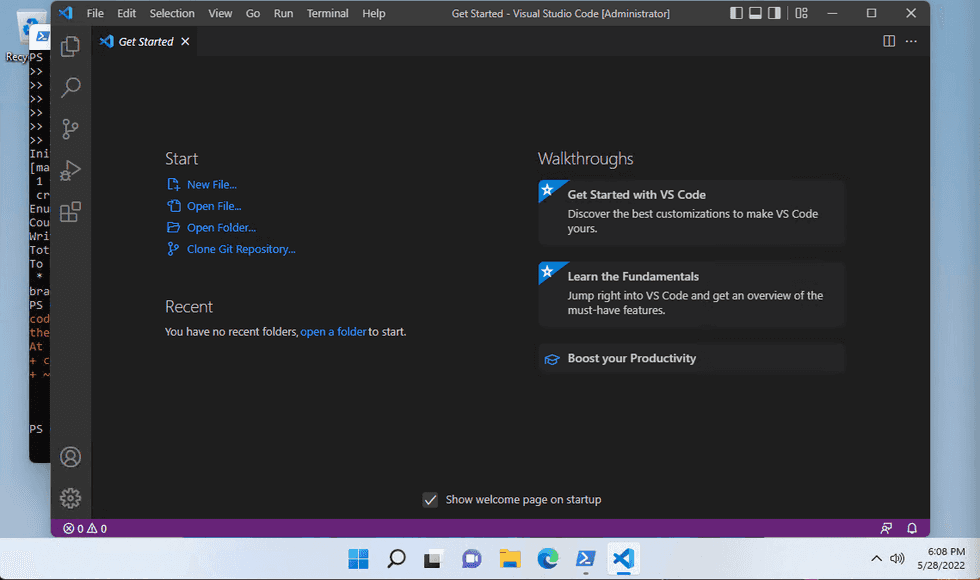 File Edit Selection View Go Run Terminal Help
Get Started - Visual Studio Code [Administrator]
Get Started
Start
New File...
Open File...
Open Folder...
Clone Git Repository...
Recent
You have no recent folders, open a folder to start.
Walkthroughs
Get Started with VS Code
Discover the best customizations to make VS Code
yours.
Learn the Fundamentals
Jump right into VS Code and get an overview of the
must-have features.
Boost your Productivity
Show welcome page on startup
0 0
Recy
PS
>>
>>
>>
>>
>>
>>
Ini
[ma
1
cr
Enu
Cou
Wri
Tot
To
*
bra
PS
cod
the
At
+ c
+ ~
PS
6:08 PM
5/28/2022